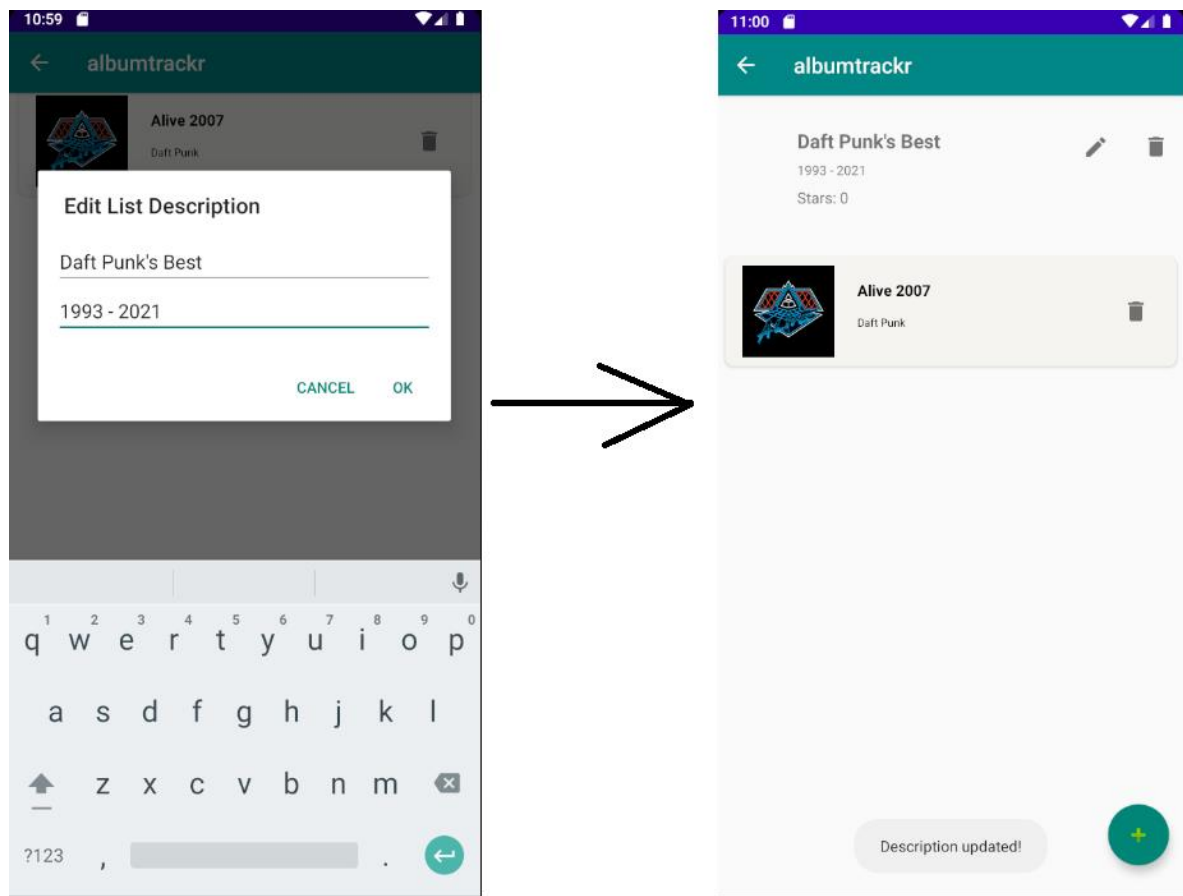 10:59
albumtrackr
Alive 2007
Daft Punk
Edit List Description
Daft Punk's Best
1993 - 2021
CANCEL OK
1 2 3 4 5 6 7 8 9 0
q w e r t y u i o p
a s d f g h j k l
z x c v b n m
?123 , .
11:00
albumtrackr
Daft Punk's Best
1993 - 2021
Stars: 0
Alive 2007
Daft Punk
Description updated!